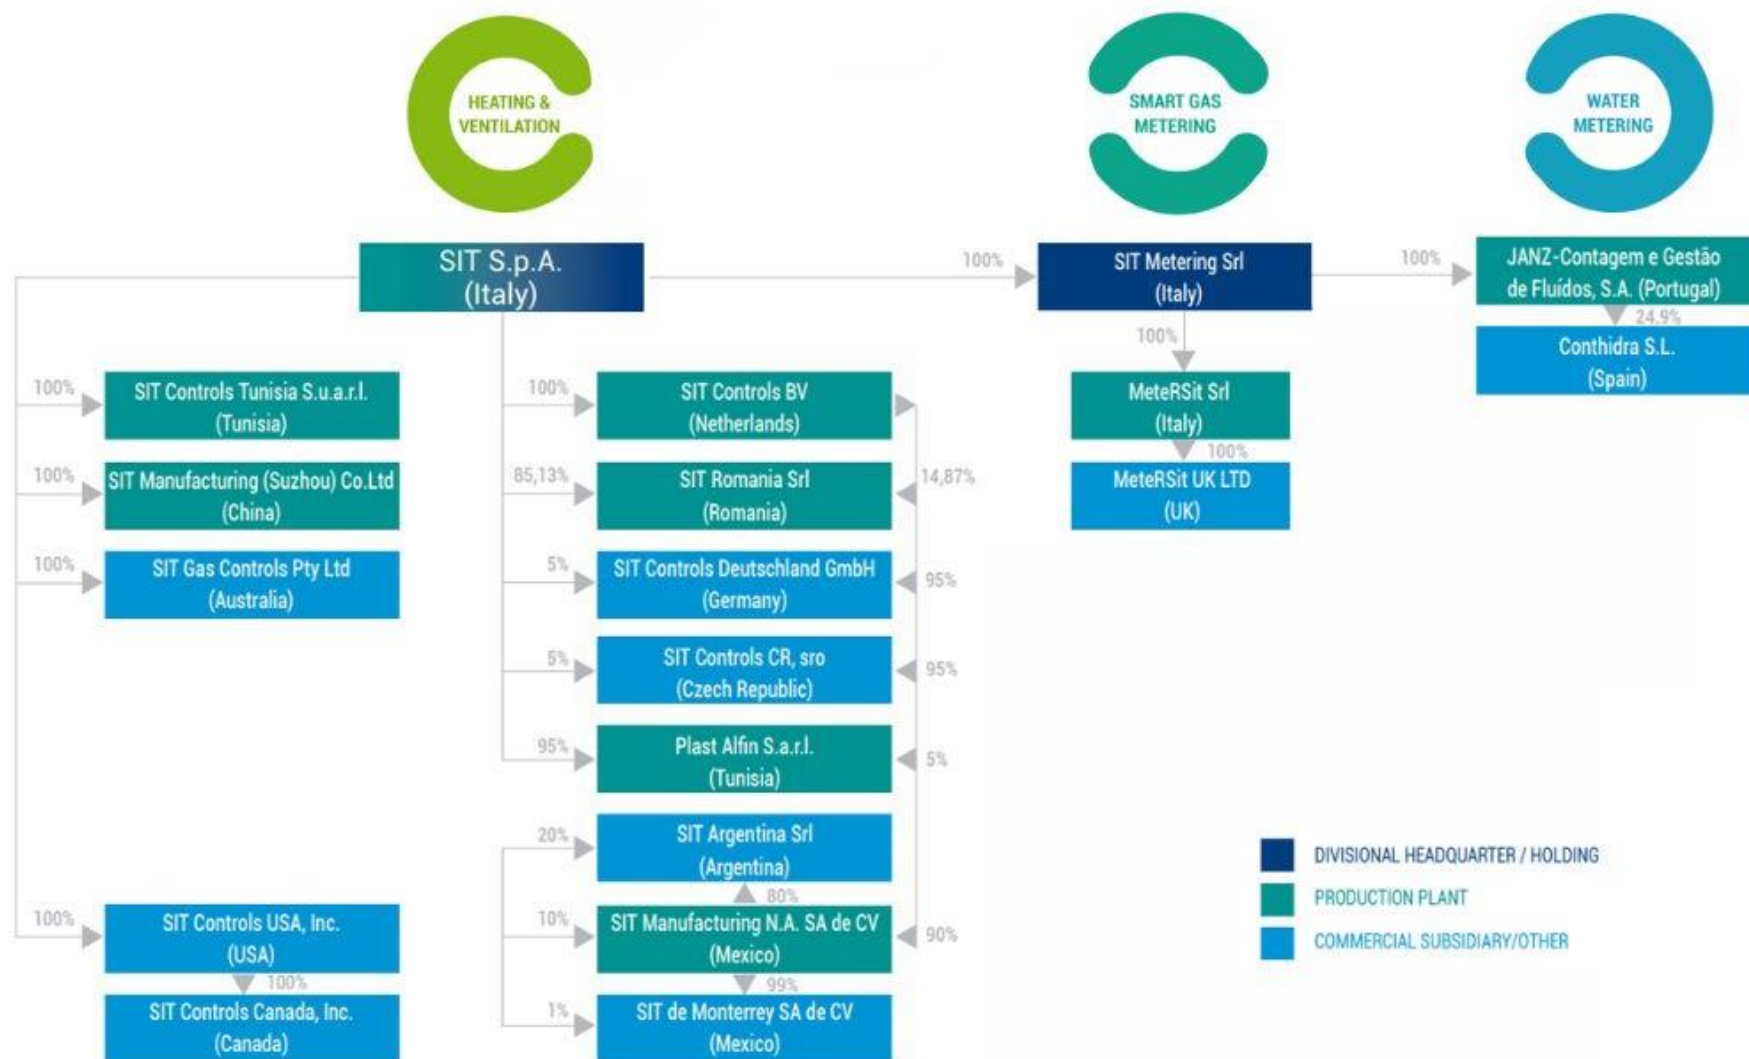 HEATING &
VENTILATION
SMART GAS
METERING
WATER
METERING
SIT S.p.A.
(Italy)
100%
SIT Metering Srl
(Italy)
100%
JANZ-Contagem e Gestão
de Fluídos, S.A. (Portugal)
24,9%
Conthidra S.L.
(Spain)
100%
MeteRSit Srl
(Italy)
100%
MeteRSit UK LTD
(UK)
100%
SIT Controls Tunisia S.u.a.r.l.
(Tunisia)
100%
SIT Manufacturing (Suzhou) Co.Ltd
(China)
100%
SIT Gas Controls Pty Ltd
(Australia)
100%
SIT Controls USA, Inc.
(USA)
100%
SIT Controls Canada, Inc.
(Canada)
100%
SIT Controls BV
(Netherlands)
85,13%
SIT Romania Srl
(Romania)
14,87%
5%
SIT Controls Deutschland GmbH
(Germany)
95%
5%
SIT Controls CR, sro
(Czech Republic)
95%
95%
Plast Alfin S.a.r.l.
(Tunisia)
5%
20%
SIT Argentina Srl
(Argentina)
80%
10%
SIT Manufacturing N.A. SA de CV
(Mexico)
90%
99%
1%
SIT de Monterrey SA de CV
(Mexico)
DIVISIONAL HEADQUARTER / HOLDING
PRODUCTION PLANT
COMMERCIAL SUBSIDIARY/OTHER